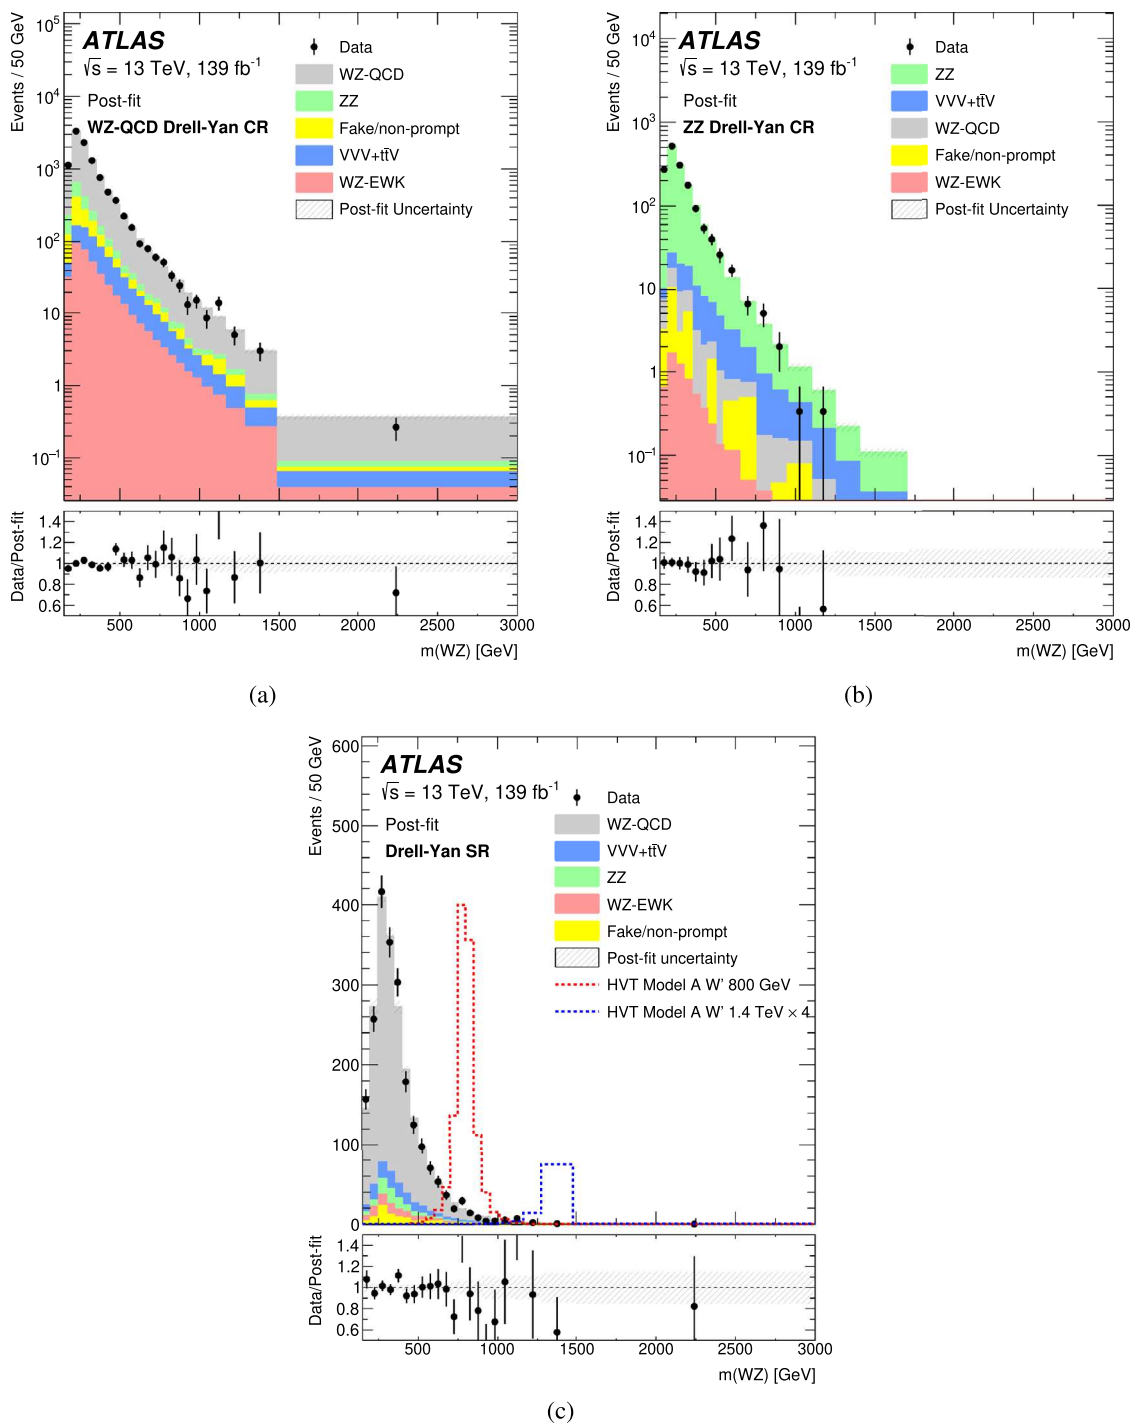 Events / 50 GeV
10⁵
10⁴
10³
10²
10
1
10⁻¹
ATLAS
√s = 13 TeV, 139 fb⁻¹
Post-fit
WZ-QCD Drell-Yan CR
Data
WZ-QCD
ZZ
Fake/non-prompt
VVV+tt̄V
WZ-EWK
Post-fit Uncertainty
Data/Post-fit
1.4
1.2
1
0.8
0.6
500 1000 1500 2000 2500 3000
m(WZ) [GeV]
(a)
Events / 50 GeV
10⁴
10³
10²
10
1
10⁻¹
ATLAS
√s = 13 TeV, 139 fb⁻¹
Post-fit
ZZ Drell-Yan CR
Data
ZZ
VVV+tt̄V
WZ-QCD
Fake/non-prompt
WZ-EWK
Post-fit Uncertainty
Data/Post-fit
1.4
1.2
1
0.8
0.6
500 1000 1500 2000 2500 3000
m(WZ) [GeV]
(b)
Events / 50 GeV
600
500
400
300
200
100
0
ATLAS
√s = 13 TeV, 139 fb⁻¹
Post-fit
Drell-Yan SR
Data
WZ-QCD
VVV+tt̄V
ZZ
WZ-EWK
Fake/non-prompt
Post-fit uncertainty
HVT Model A W' 800 GeV
HVT Model A W' 1.4 TeV × 4
Data/Post-fit
1.4
1.2
1
0.8
0.6
500 1000 1500 2000 2500 3000
m(WZ) [GeV]
(c)